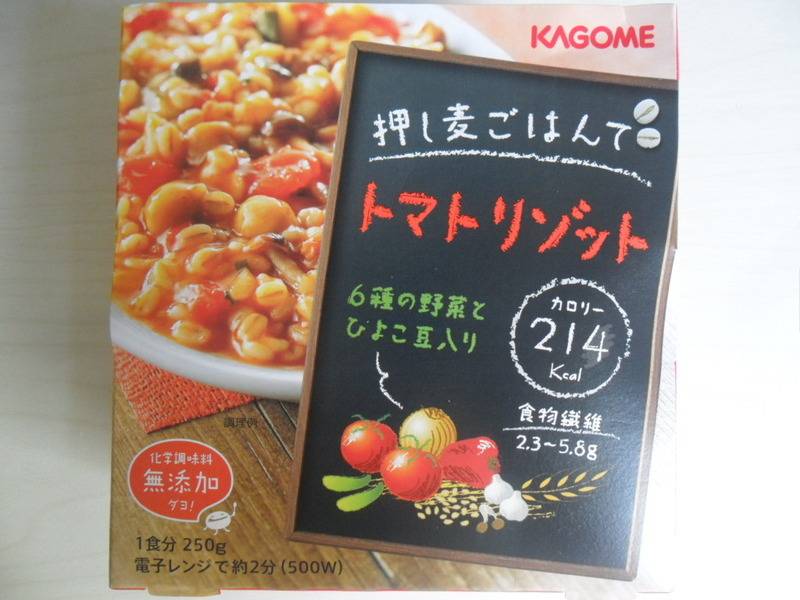 KAGOME
押し麦ごはんで
トマトリゾット
6種の野菜と
ひよこ豆入り
カロリー
214
Kcal
食物繊維
2.3〜5.8g
調理例
化学調味料
無添加
ダヨ!
1食分 250g
電子レンジで約2分(500W)